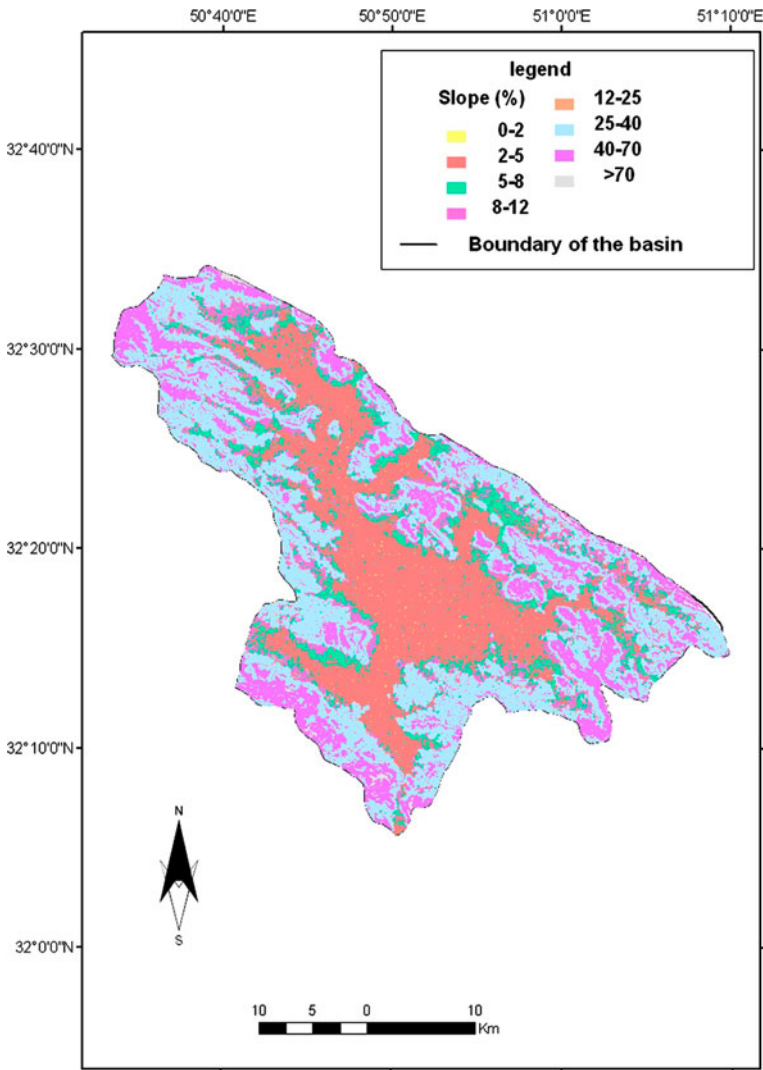 50°40'0"E 50°50'0"E 51°0'0"E 51°10'0"E
legend
Slope (%)
0-2
2-5
5-8
8-12
12-25
25-40
40-70
>70
Boundary of the basin
32°40'0"N
32°30'0"N
32°20'0"N
32°10'0"N
32°0'0"N
N
S
10 5 0 10
Km